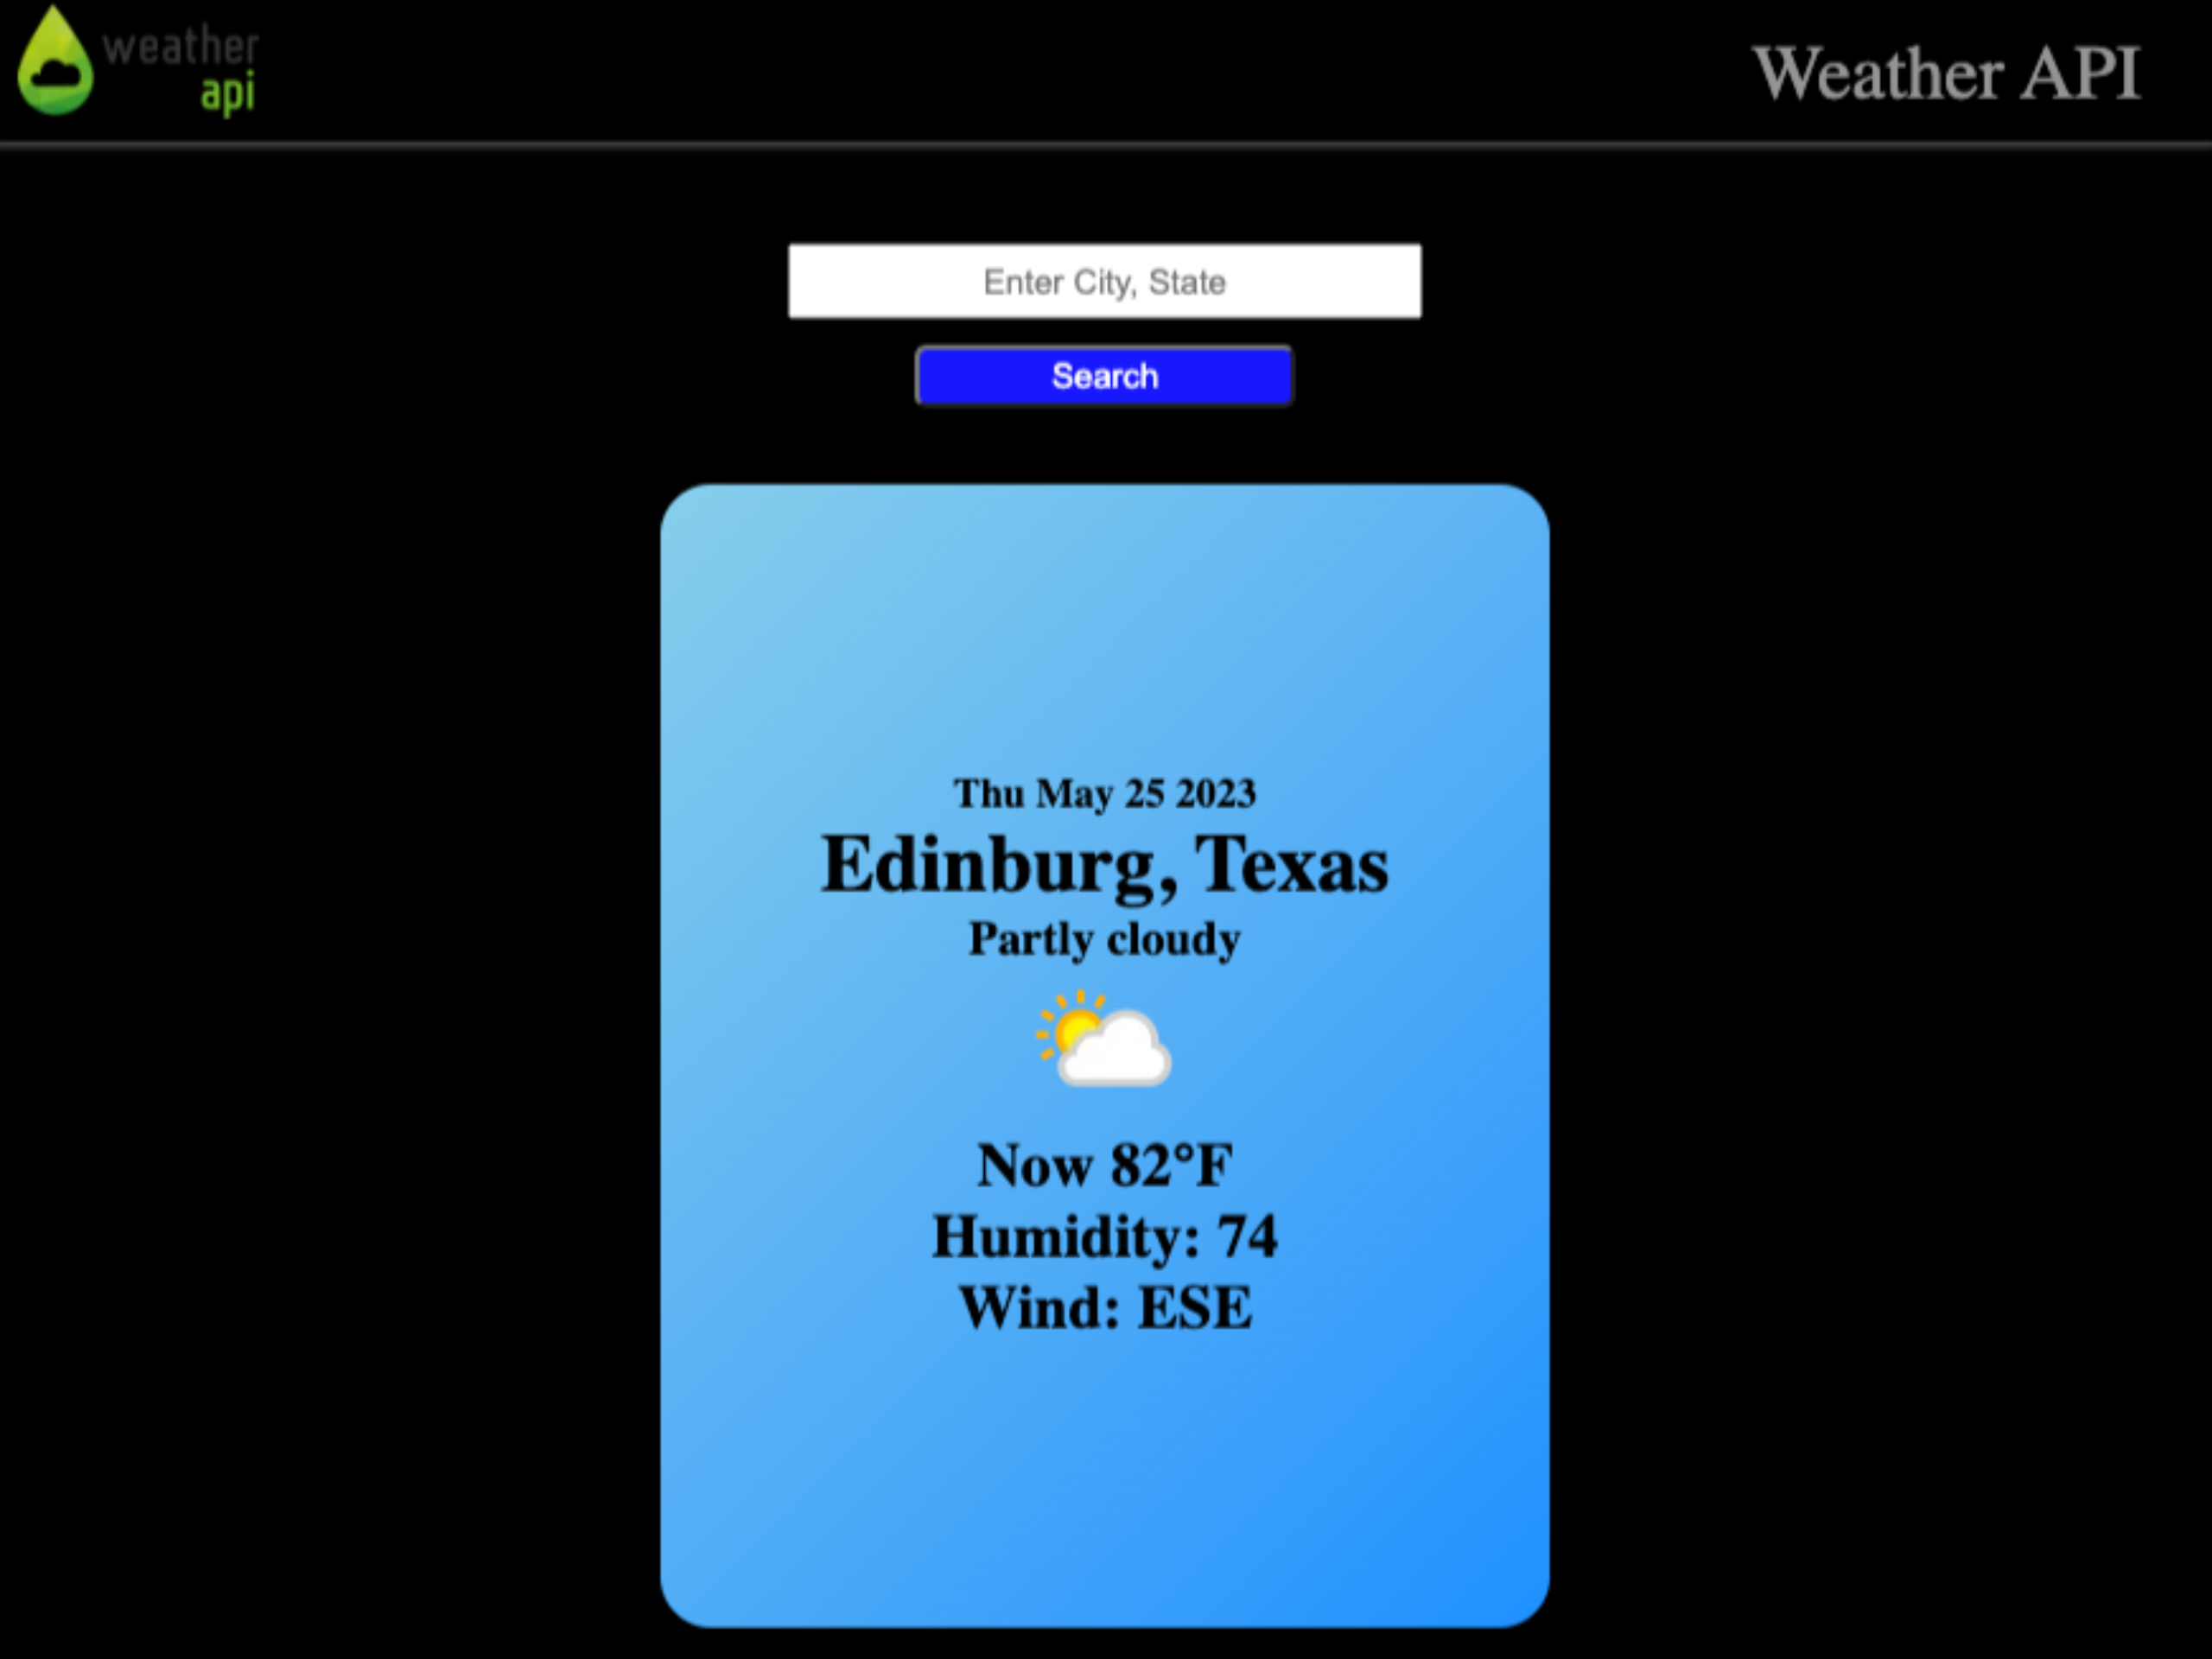 weather
api
Weather API
Enter City, State
Search
Thu May 25 2023
Edinburg, Texas
Partly cloudy
Now 82°F
Humidity: 74
Wind: ESE